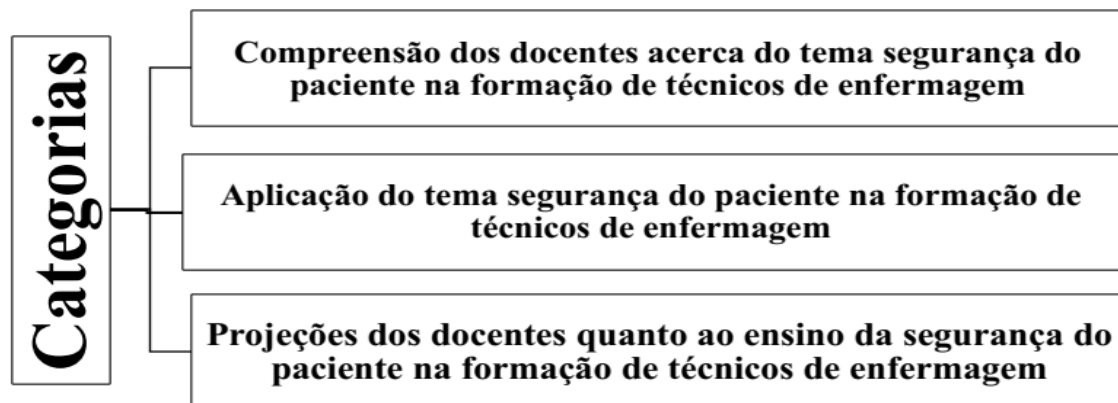 Categorias
Compreensão dos docentes acerca do tema segurança do
paciente na formação de técnicos de enfermagem
Aplicação do tema segurança do paciente na formação de
técnicos de enfermagem
Projeções dos docentes quanto ao ensino da segurança do
paciente na formação de técnicos de enfermagem